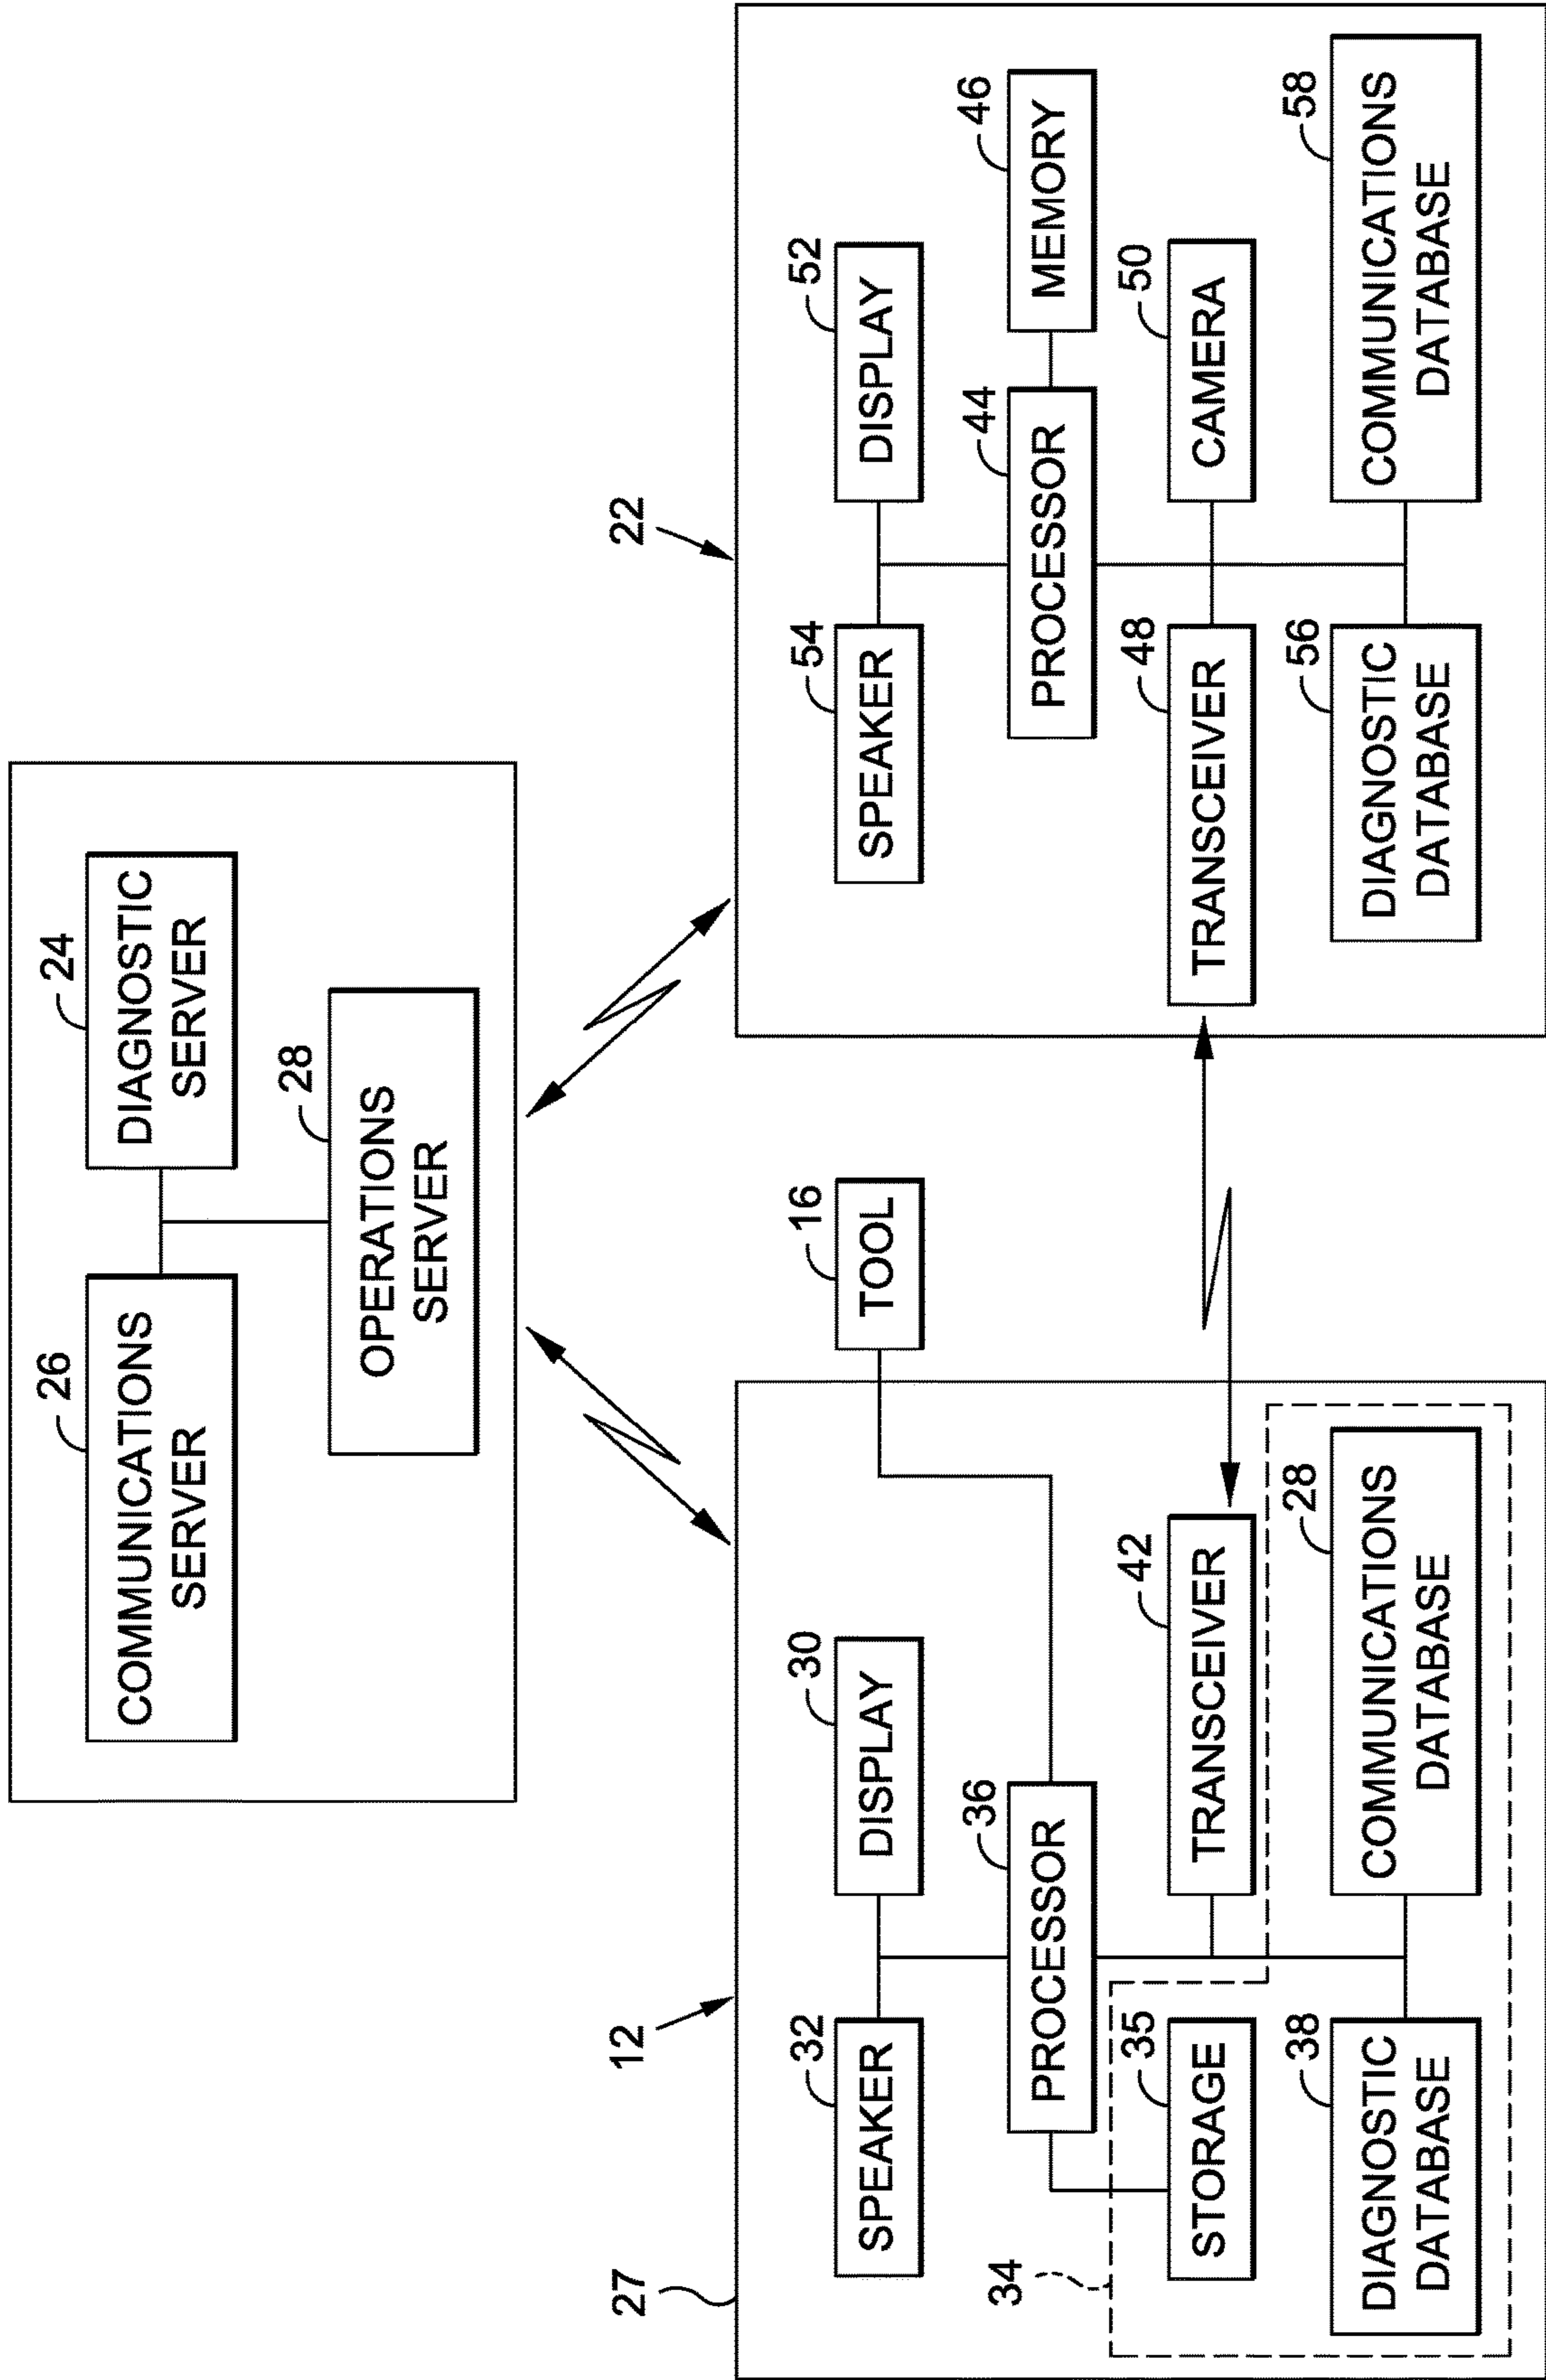 26
COMMUNICATIONS
SERVER
24
DIAGNOSTIC
SERVER
28
OPERATIONS
SERVER
27
12
32
SPEAKER
30
DISPLAY
16
TOOL
36
PROCESSOR
34
35
STORAGE
42
TRANSCEIVER
38
DIAGNOSTIC
DATABASE
28
COMMUNICATIONS
DATABASE
22
54
SPEAKER
52
DISPLAY
44
PROCESSOR
46
MEMORY
48
TRANSCEIVER
50
CAMERA
56
DIAGNOSTIC
DATABASE
58
COMMUNICATIONS
DATABASE